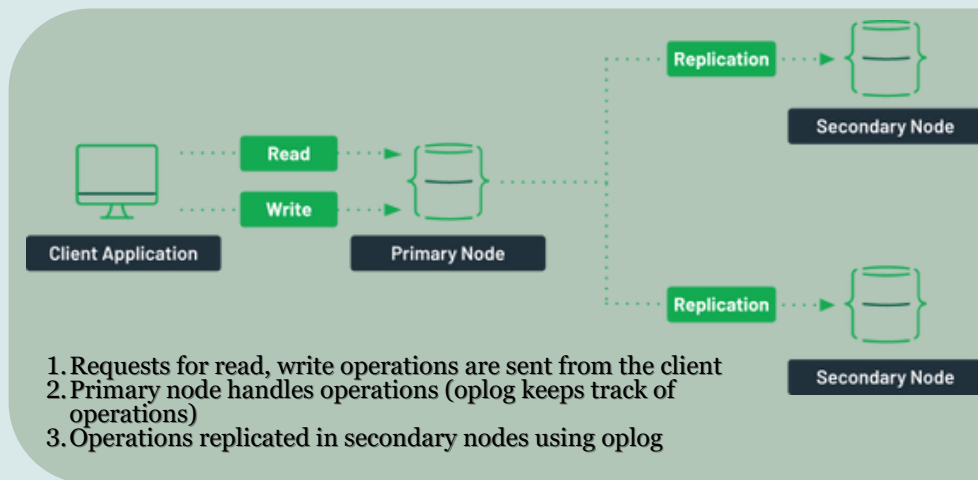 Replication
Secondary Node
Read
Write
Client Application
Primary Node
Replication
Secondary Node
1. Requests for read, write operations are sent from the client
2. Primary node handles operations (oplog keeps track of
operations)
3. Operations replicated in secondary nodes using oplog